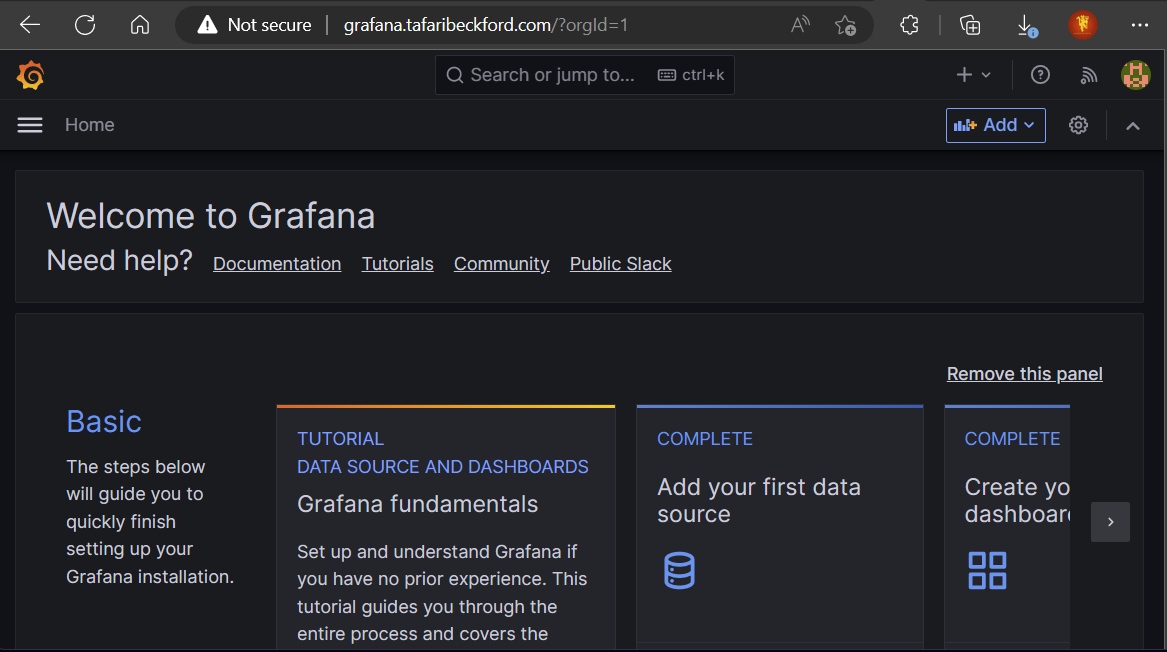 Not secure | grafana.tafaribeckford.com/?orgId=1
Search or jump to... ctrl+k
Home
Add
Welcome to Grafana
Need help? Documentation Tutorials Community Public Slack
Remove this panel
Basic
The steps below
will guide you to
quickly finish
setting up your
Grafana installation.
TUTORIAL
DATA SOURCE AND DASHBOARDS
Grafana fundamentals
Set up and understand Grafana if
you have no prior experience. This
tutorial guides you through the
entire process and covers the
COMPLETE
Add your first data
source
COMPLETE
Create yo
dashboard